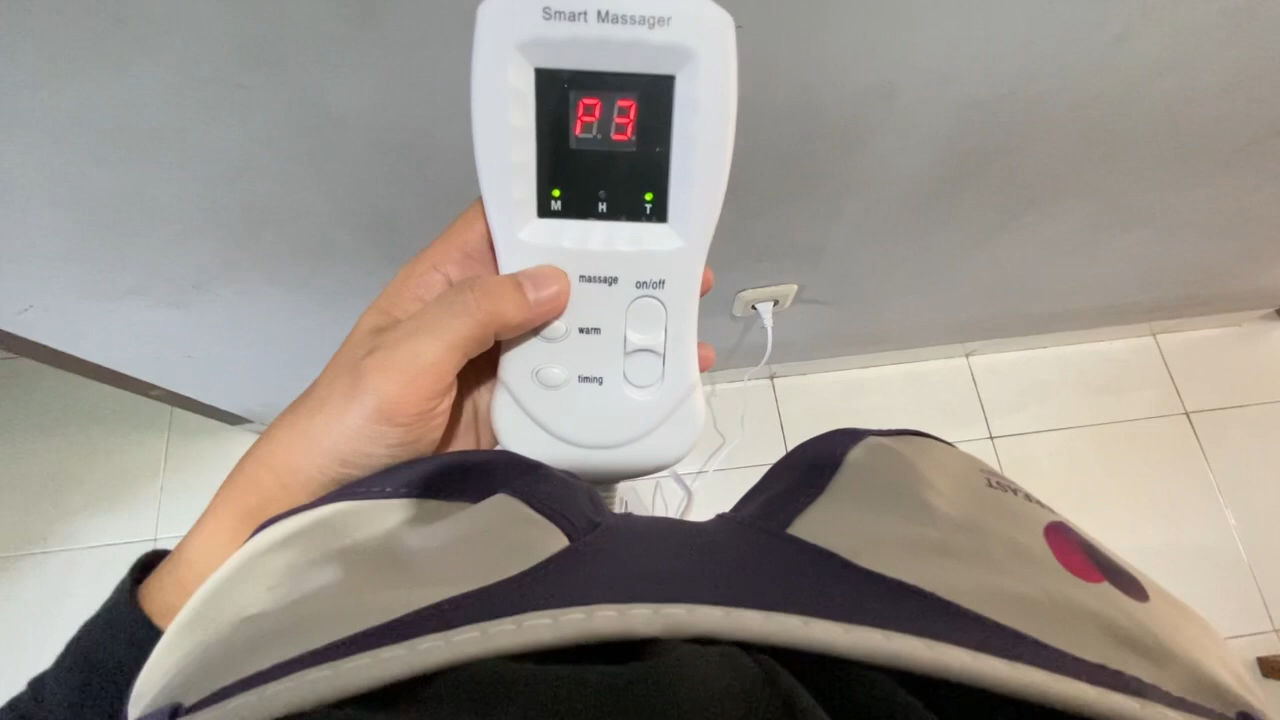 Smart Massager
P3
M H T
massage
on/off
warm
timing